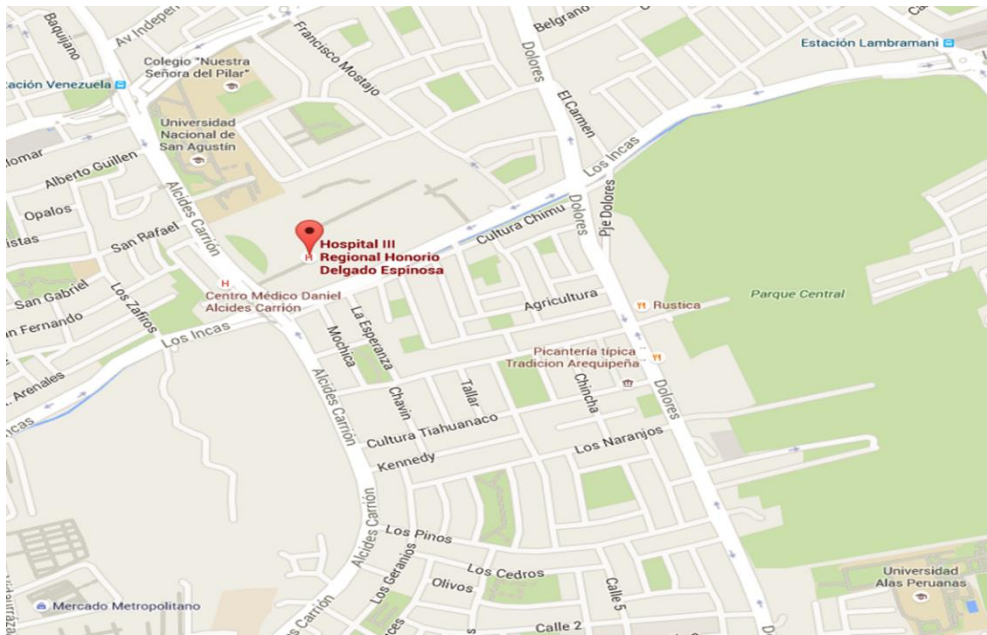 Baquijano
Av Indepen
Belgrano
Francisco Mostajo
Dolores
Estación Lambramani
Colegio "Nuestra
Señora del Pilar"
tación Venezuela
El Carmen
Universidad
Nacional de
San Agustín
Los Incas
Alberto Guillen
Alcides Carrión
Dolores
Pje Dolores
Opalos
San Rafael
Cultura Chimu
Hospital III
Regional Honorio
Delgado Espinosa
H
H
San Gabriel
Centro Médico Daniel
Alcides Carrión
Los Zafiros
Agricultura
Rustica
Parque Central
an Fernando
Los Incas
La Esperanza
Mochica
Picantería típica
Tradicion Arequipeña
Arenales
Alcides Carrión
Chavin
Tallar
Chincha
Dolores
ncas
Cultura Tiahuanaco
Los Naranjos
Kennedy
Alcides Carrión
Los Pinos
Los Geranios
Los Cedros
Olivos
Calle 5
Universidad
Alas Peruanas
Mercado Metropolitano
s Carrión
Calle 2